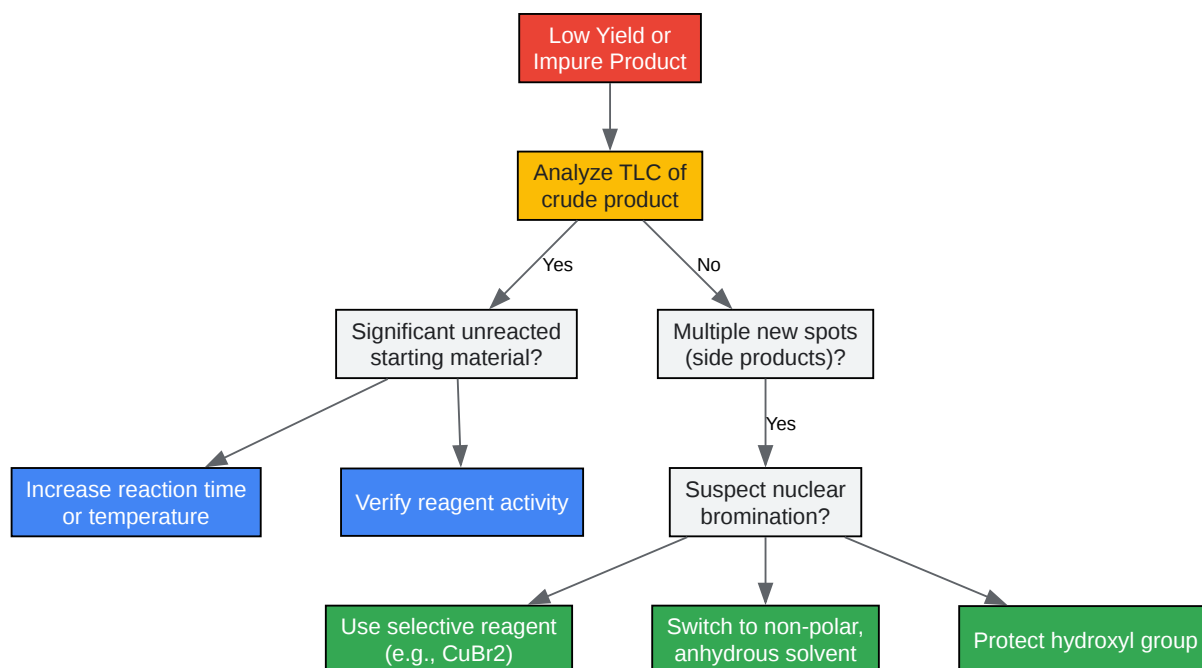 Low Yield or
Impure Product
Analyze TLC of
crude product
Yes
No
Significant unreacted
starting material?
Multiple new spots
(side products)?
Yes
Increase reaction time
or temperature
Verify reagent activity
Suspect nuclear
bromination?
Use selective reagent
(e.g., CuBr2)
Switch to non-polar,
anhydrous solvent
Protect hydroxyl group